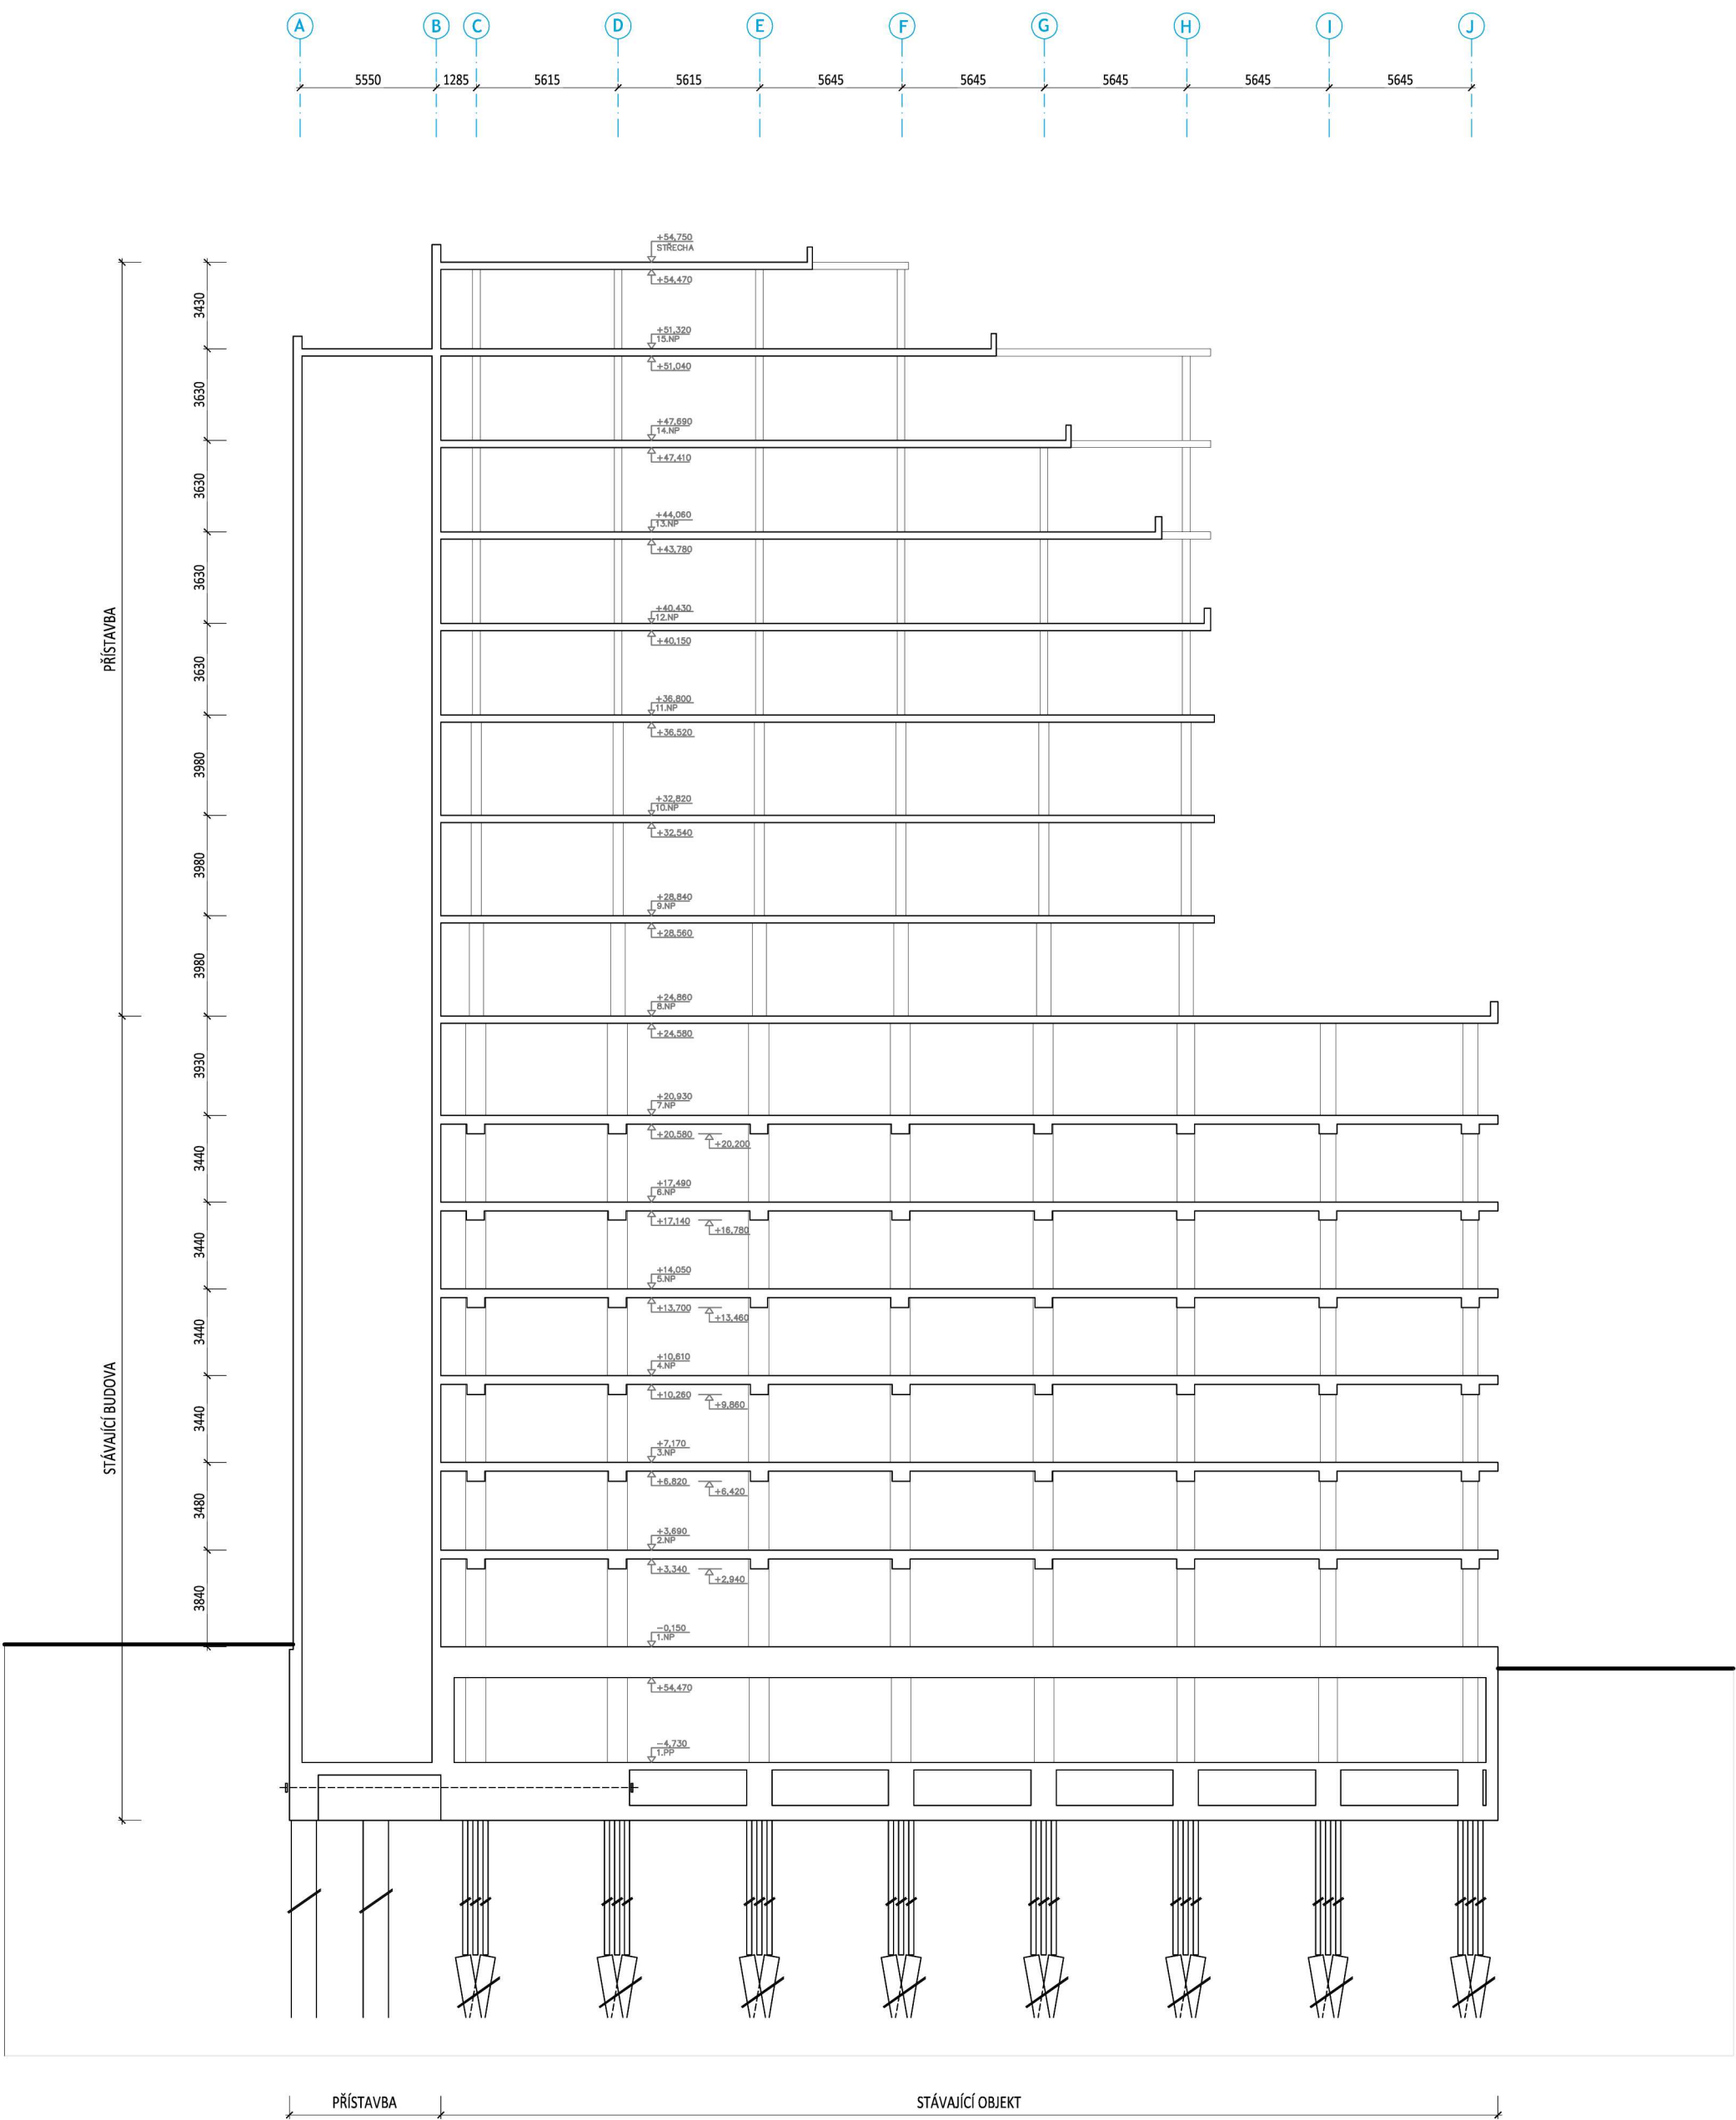 A B C D E F G H I J
5550 1285 5615 5615 5645 5645 5645 5645 5645
+54,750
STŘECHA
+54,470
3430
+51,320
15.NP
+51,040
3630
+47,690
14.NP
+47,410
3630
+44,060
13.NP
+43,780
3630
+40,430
12.NP
+40,150
PŘÍSTAVBA
3630
+36,800
11.NP
+36,520
3980
+32,820
10.NP
+32,540
3980
+28,840
9.NP
+28,560
3980
+24,860
8.NP
+24,580
3930
+20,930
7.NP
+20,580
+20,200
3440
+17,490
6.NP
+17,140
+16,780
3440
+14,050
5.NP
+13,700
+13,460
3440
+10,610
4.NP
+10,260
+9,860
STÁVAJÍCÍ BUDOVA
3440
+7,170
3.NP
+6,820
+6,420
3480
+3,690
2.NP
+3,340
+2,940
3840
-0,150
1.NP
+54,470
-4,730
1.PP
PŘÍSTAVBA
STÁVAJÍCÍ OBJEKT